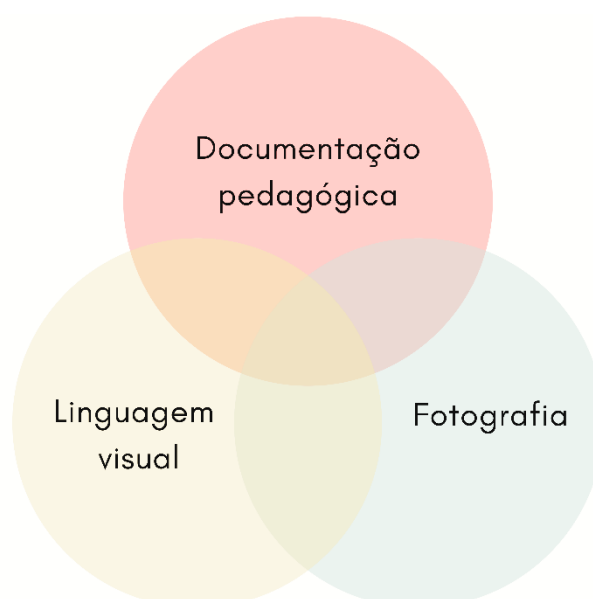 Documentação
pedagógica
Linguagem
visual
Fotografia